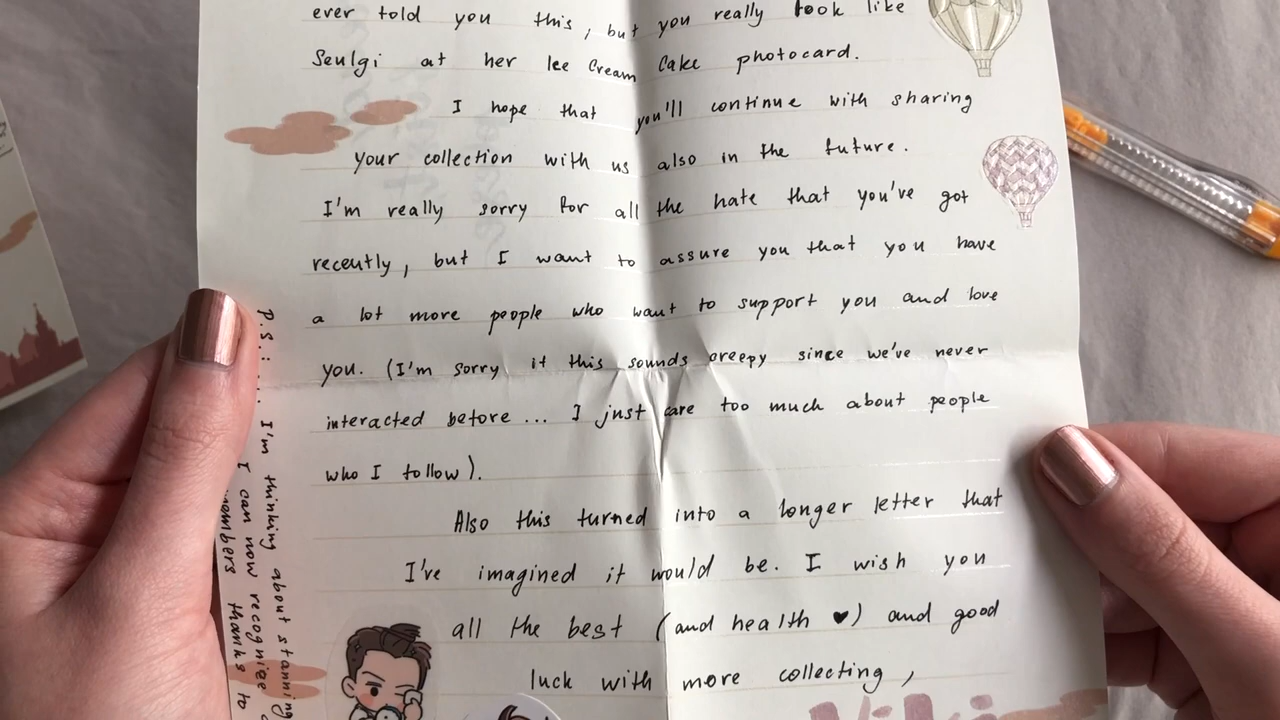 ever told you this, but you really look like
Seulgi at her Ice Cream Cake photocard.
I hope that you'll continue with sharing
your collection with us also in the future.
I'm really sorry for all the hate that you've got
recently, but I want to assure you that you have
a lot more people who want to support you and love
you. (I'm sorry if this sounds creepy since we've never
interacted before ... I just care too much about people
who I follow).
Also this turned into a longer letter that
I've imagined it would be. I wish you
all the best (and health ♥) and good
luck with more collecting,
Viki
P.S.: ... I'm thinking about stanning
I can now recognize
members thanks to